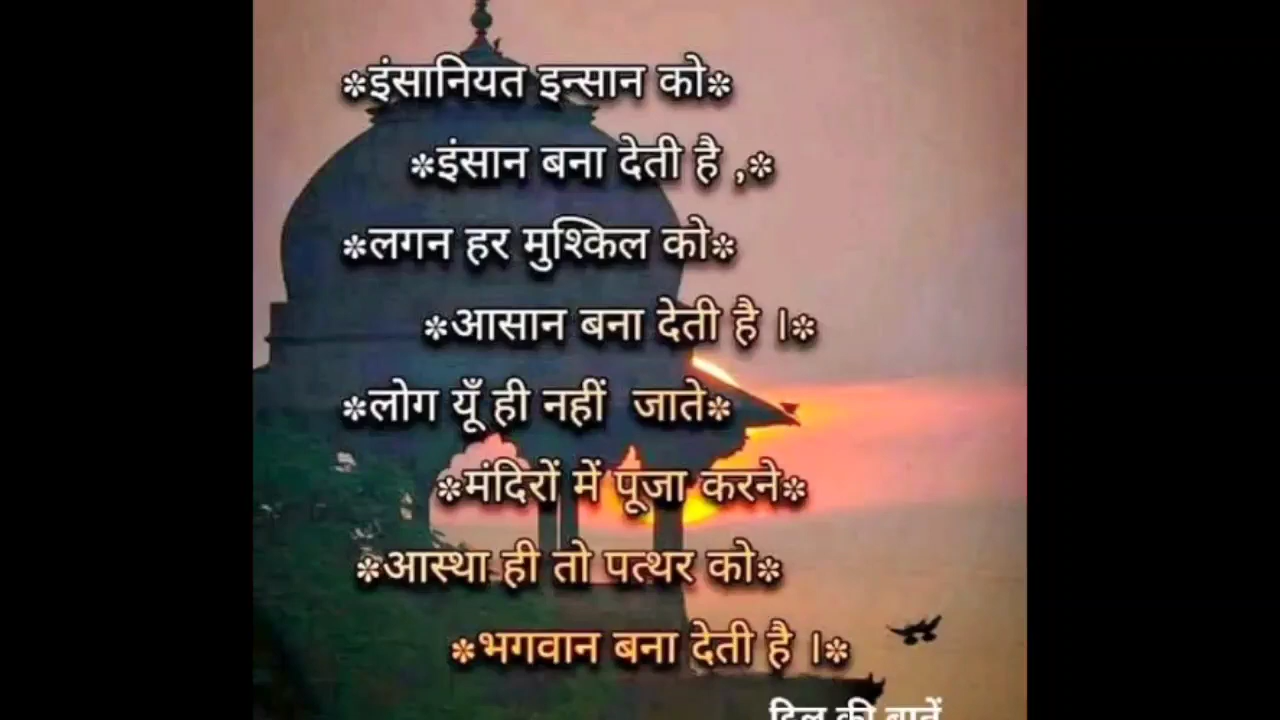 ✽इंसानियत इन्सान को✽
✽इंसान बना देती है ,✽
✽लगन हर मुश्किल को✽
✽आसान बना देती है ।✽
✽लोग यूँ ही नहीं जाते✽
✽मंदिरों में पूजा करने✽
✽आस्था ही तो पत्थर को✽
✽भगवान बना देती है ।✽
दिल की बातें